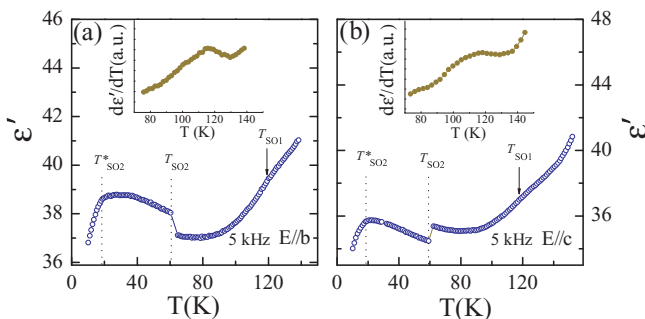 (a)
dε′/dT(a.u.)
80 100 120 140
T (K)
ε′
46
44
42
40
38
36
T*SO2
TSO2
TSO1
5 kHz E//b
0 40 80 120
T(K)
(b)
dε′/dT(a.u.)
80 100 120 140
T (K)
T*SO2
TSO2
TSO1
5 kHz E//c
0 40 80 120 160
T(K)
48
44
40
36
ε′